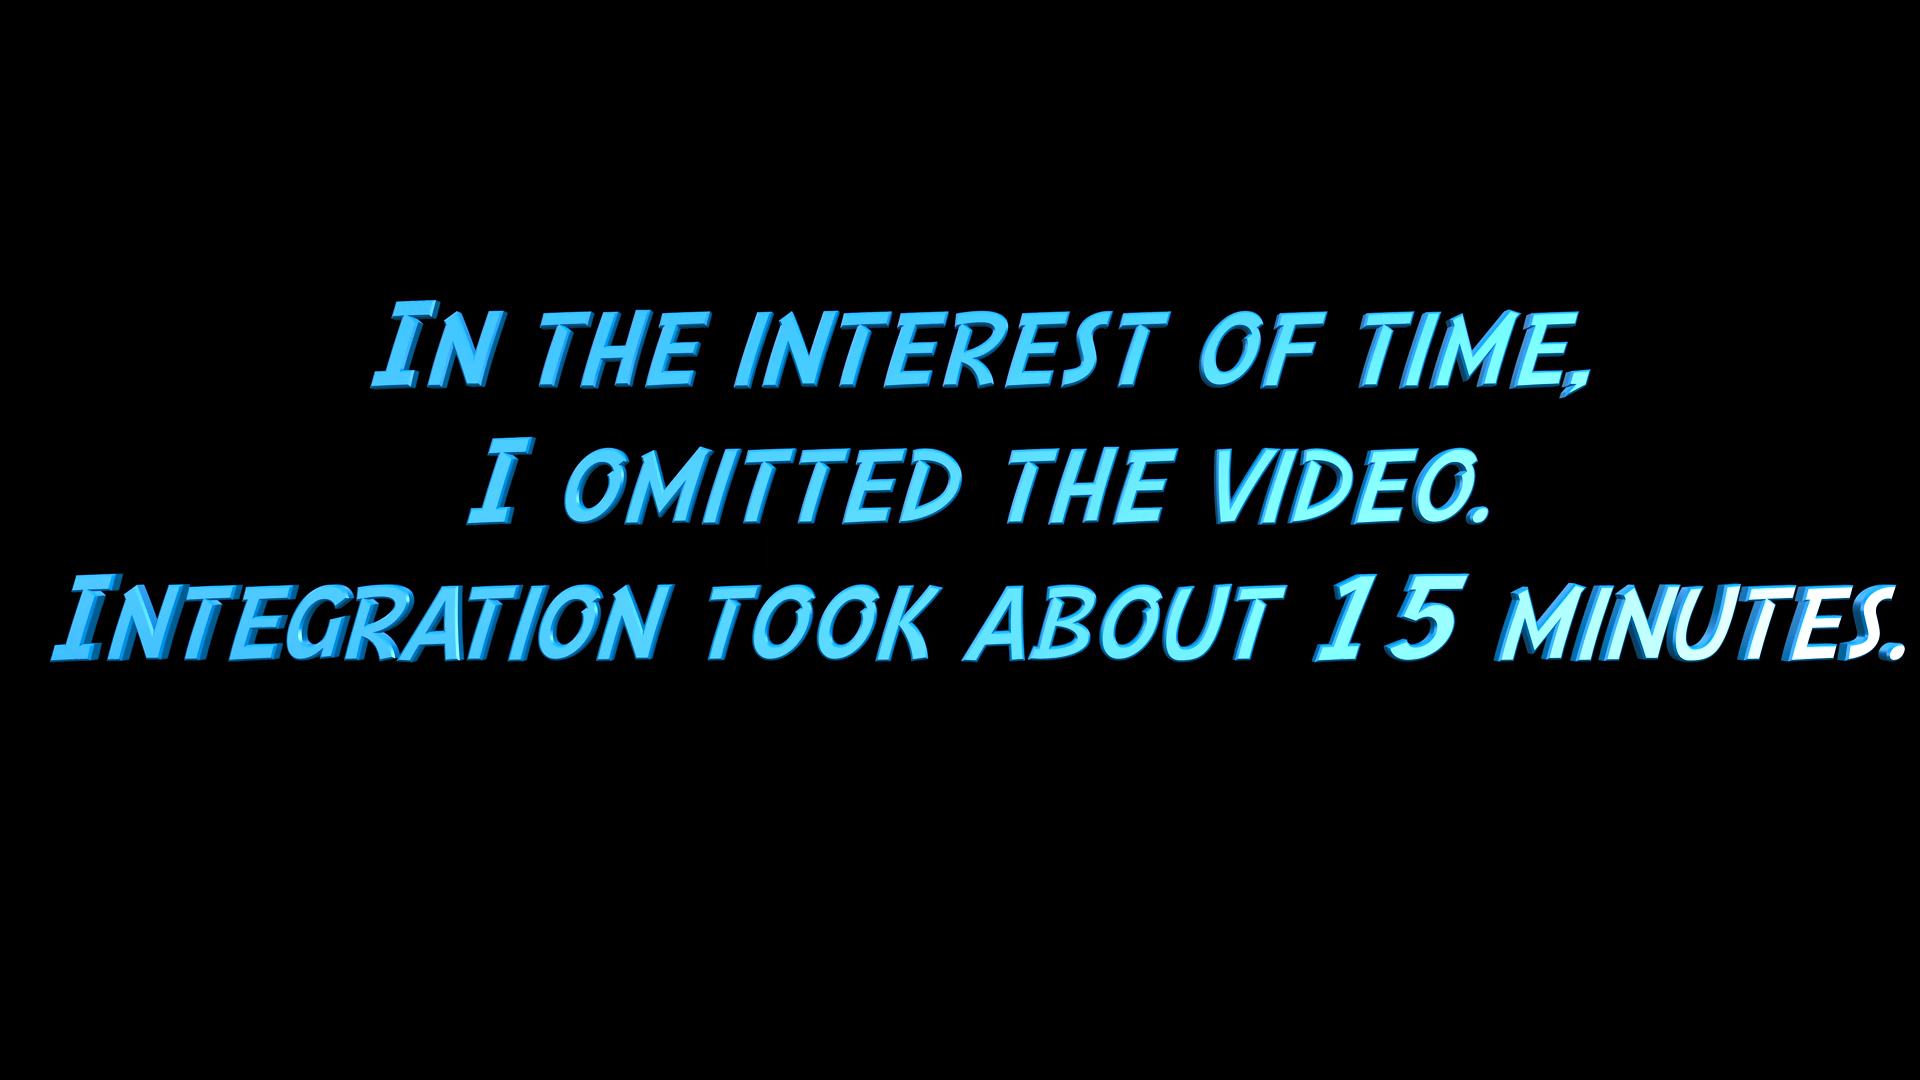 In the interest of time,
I omitted the video.
Integration took about 15 minutes.